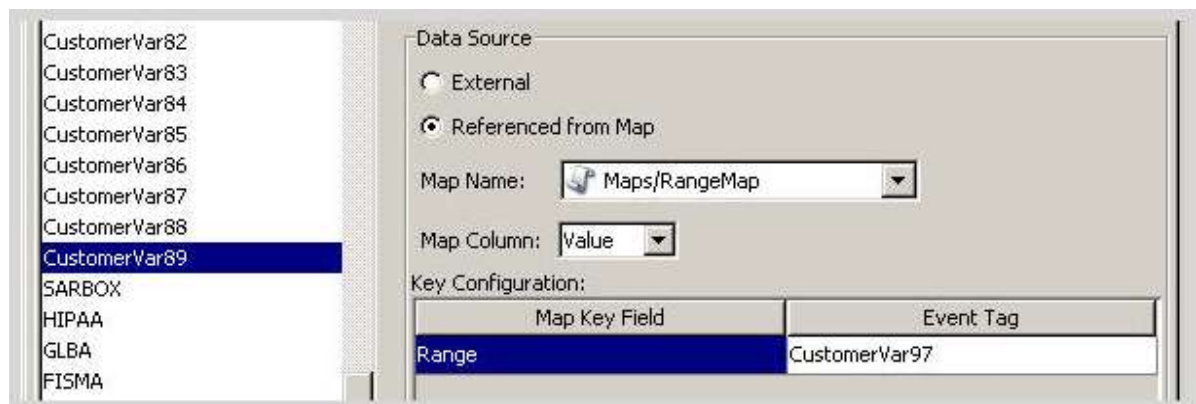 CustomerVar82
CustomerVar83
CustomerVar84
CustomerVar85
CustomerVar86
CustomerVar87
CustomerVar88
CustomerVar89
SARBOX
HIPAA
GLBA
FISMA
Data Source
External
Referenced from Map
Map Name: Maps/RangeMap
Map Column: Value
Key Configuration:
Map Key Field Event Tag
Range CustomerVar97